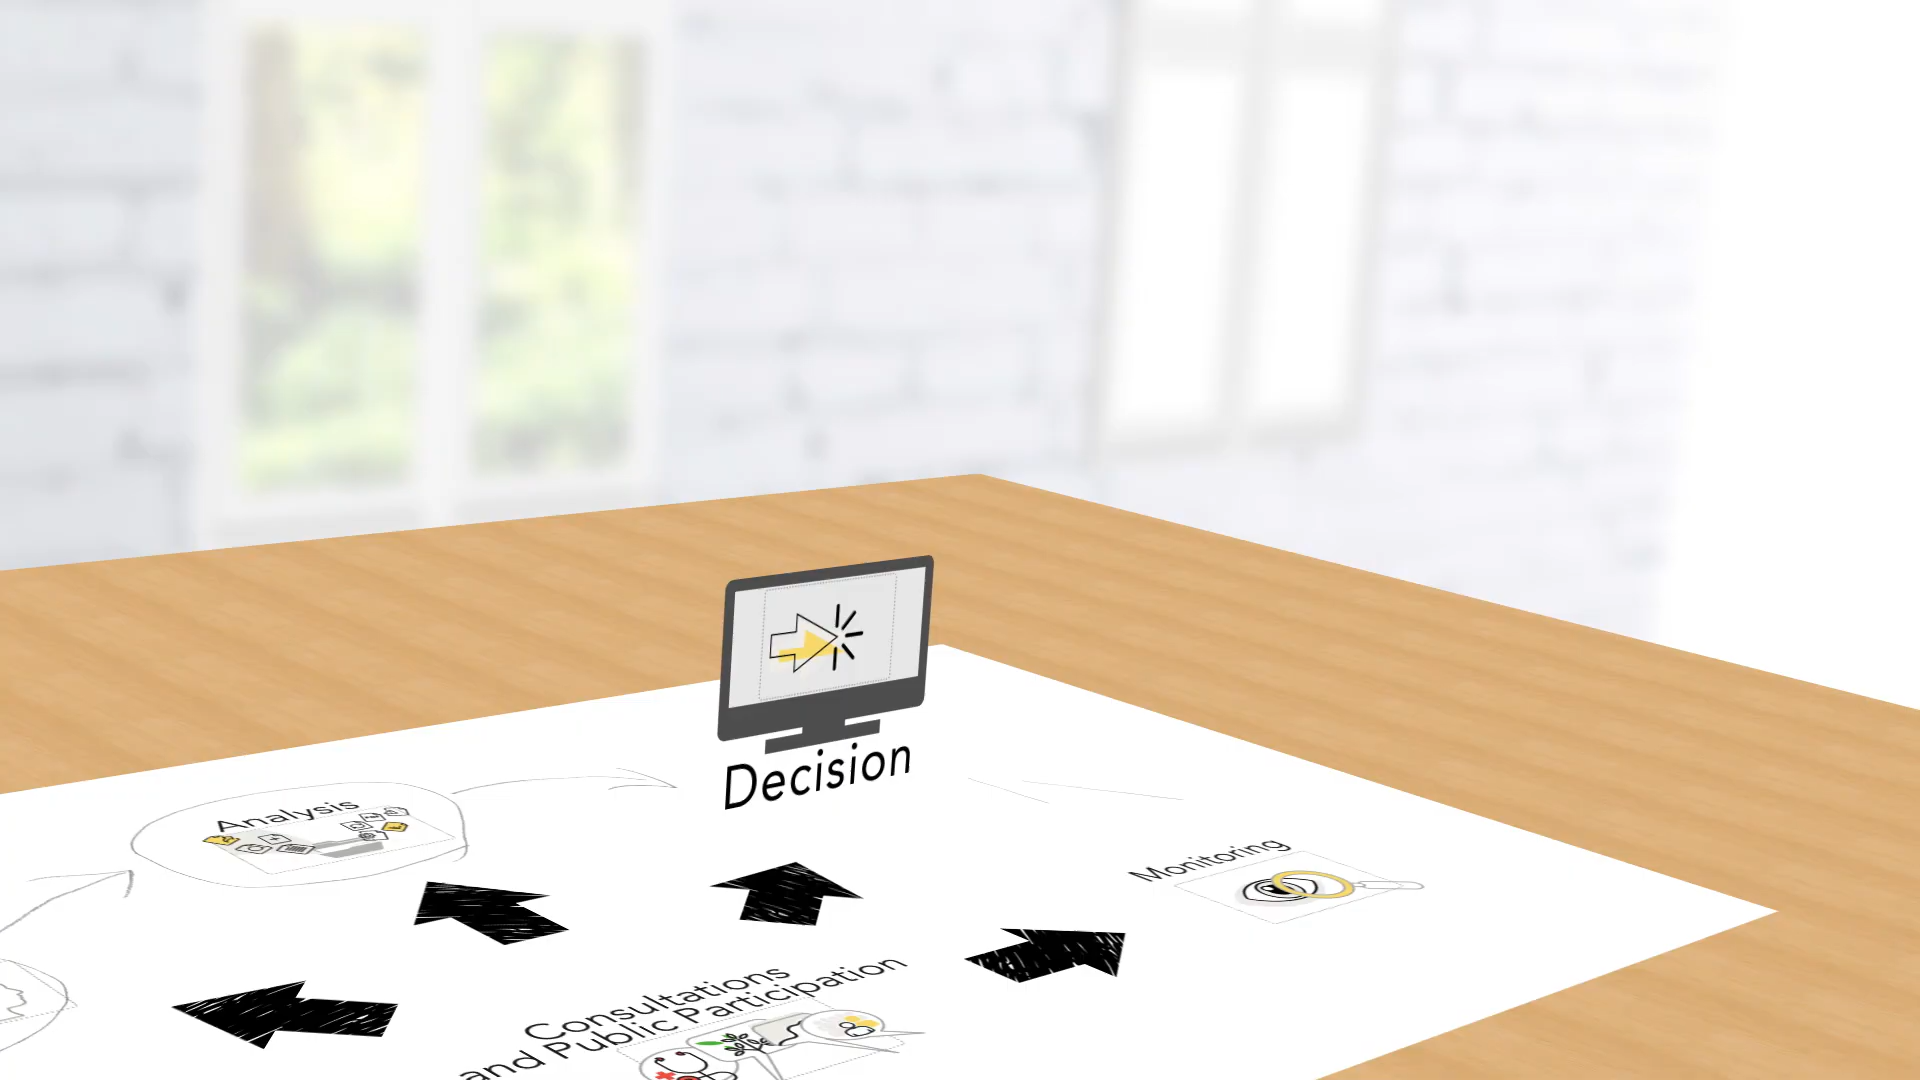 Decision
Analysis
Monitoring
Consultations
and Public Participation